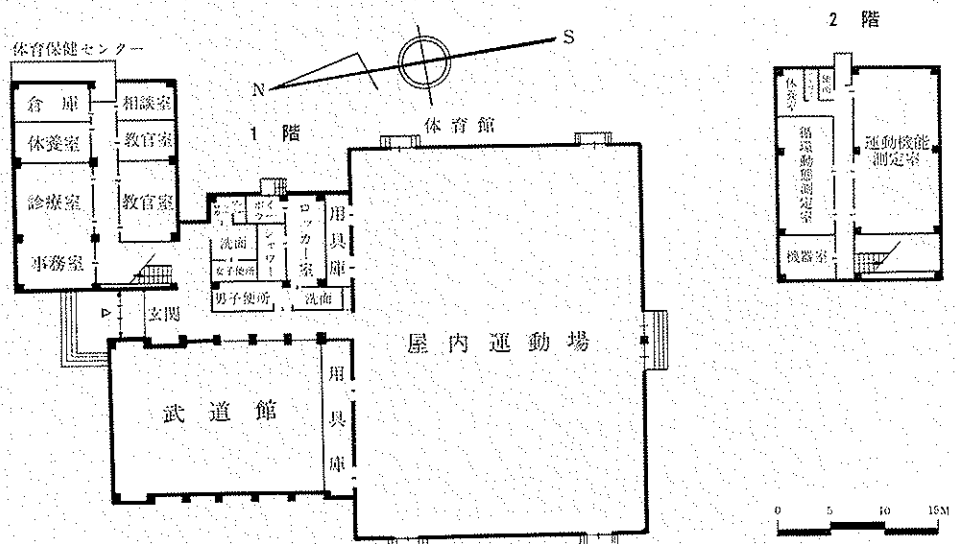 2 階
体育保健センター
S
N
1 階
体育館
倉庫
相談室
休養室
教官室
診療室
教官室
事務室
玄関
ロッカー室
用具庫
シャワー
洗面
女子便所
男子便所
洗面
屋内運動場
武道館
用具庫
運動機能
測定室
循環動態測定室
機器室
0 5 10 15M